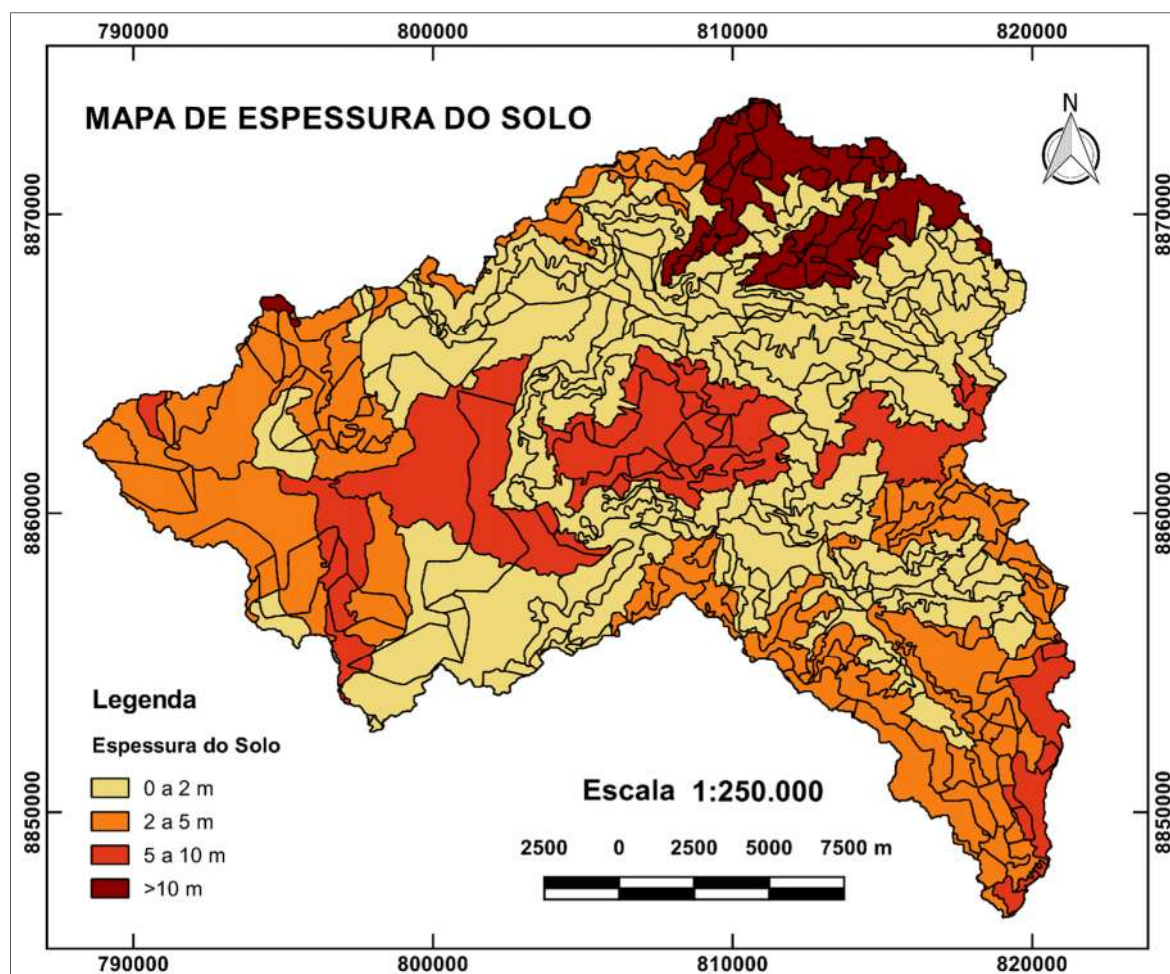 790000 800000 810000 820000
MAPA DE ESPESSURA DO SOLO
N
8870000 8870000
8860000 8860000
8850000 8850000
Legenda
Espessura do Solo
0 a 2 m
2 a 5 m
5 a 10 m
>10 m
Escala 1:250.000
2500 0 2500 5000 7500 m
790000 800000 810000 820000